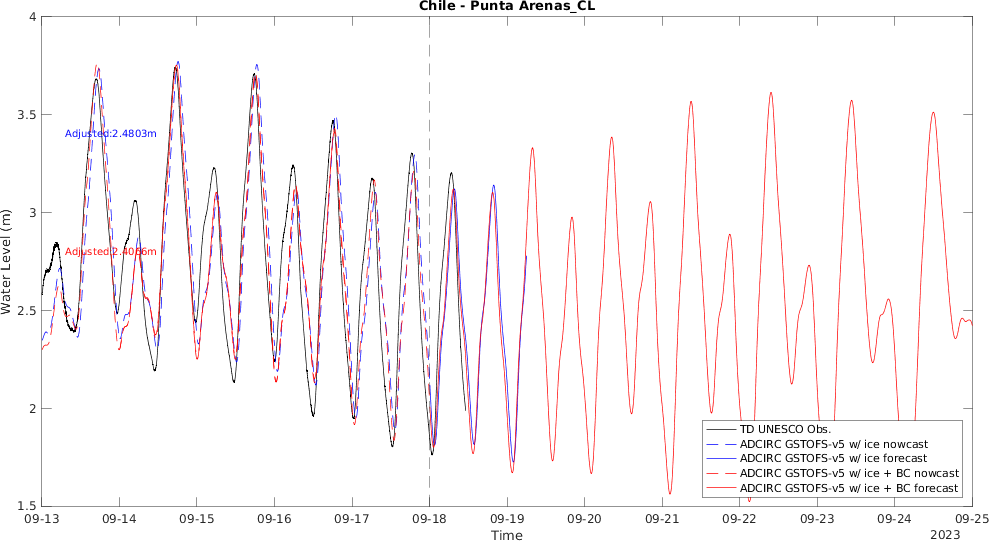 Chile - Punta Arenas_CL
4
3.5
3
2.5
2
1.5
Water Level (m)
Adjusted:2.4803m
Adjusted:2.4066m
TD UNESCO Obs.
ADCIRC GSTOFS-v5 w/ ice nowcast
ADCIRC GSTOFS-v5 w/ ice forecast
ADCIRC GSTOFS-v5 w/ ice + BC nowcast
ADCIRC GSTOFS-v5 w/ ice + BC forecast
09-13 09-14 09-15 09-16 09-17 09-18 09-19 09-20 09-21 09-22 09-23 09-24 09-25
Time
2023